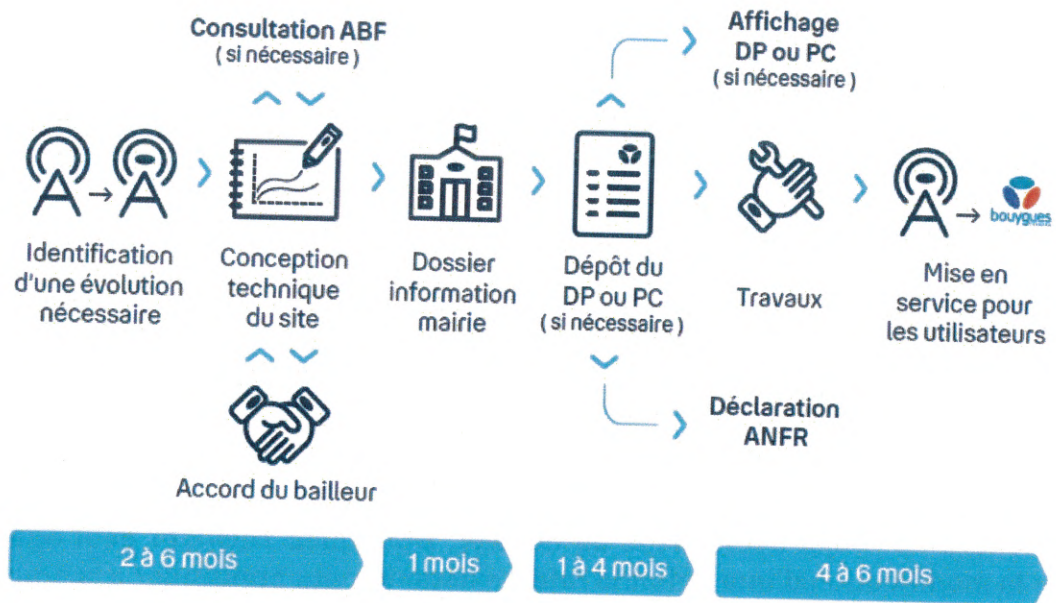 Consultation ABF
( si nécessaire )
Affichage
DP ou PC
( si nécessaire )
Identification
d'une évolution
nécessaire
Conception
technique
du site
Dossier
information
mairie
Dépôt du
DP ou PC
( si nécessaire )
Travaux
bouygues
Mise en
service pour
les utilisateurs
Accord du bailleur
Déclaration
ANFR
2 à 6 mois
1 mois
1 à 4 mois
4 à 6 mois